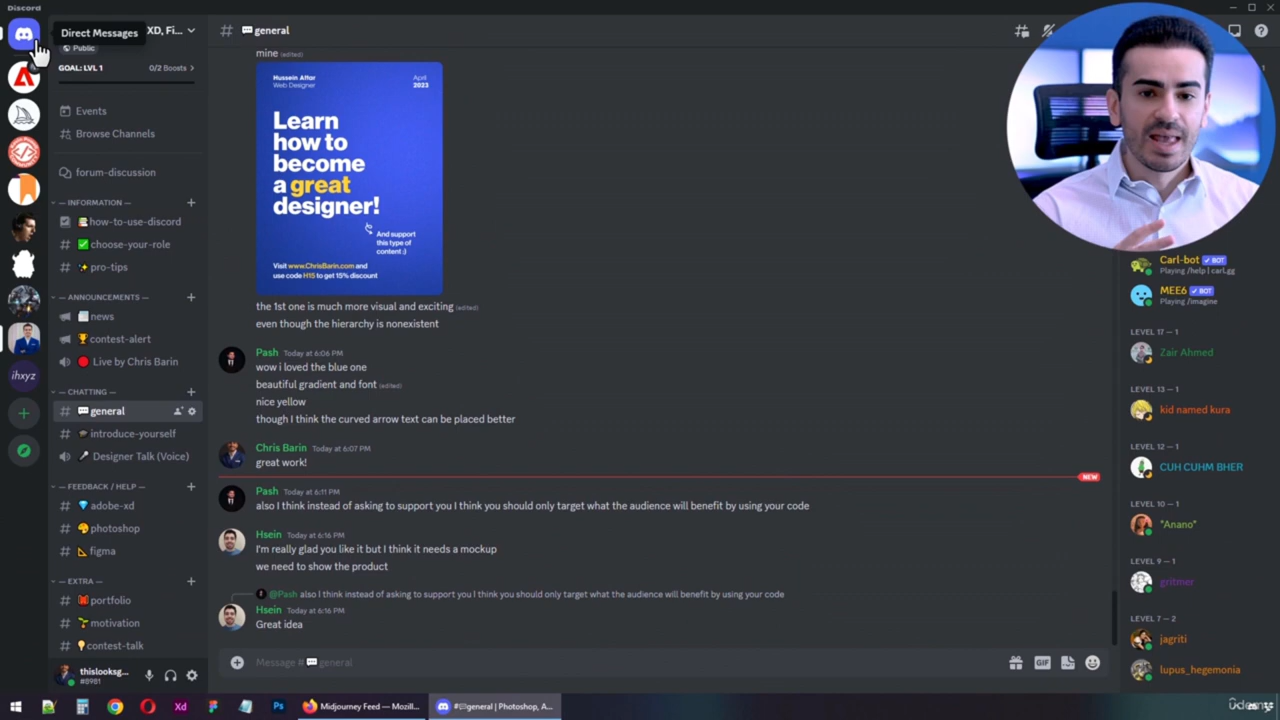 Discord
Direct Messages
XD, Fi...
Public
GOAL: LVL 1
0/2 Boosts >
Events
Browse Channels
forum-discussion
INFORMATION
how-to-use-discord
choose-your-role
pro-tips
ANNOUNCEMENTS
news
contest-alert
Live by Chris Barin
CHATTING
general
introduce-yourself
Designer Talk (Voice)
FEEDBACK / HELP
adobe-xd
photoshop
figma
EXTRA
portfolio
motivation
contest-talk
ihxyz
thislooksg...
#8981
general
mine (edited)
Hussein Attar
Web Designer
April
2023
Learn
how to
become
a great
designer!
And support
this type of
content ;)
Visit www.ChrisBarin.com and
use code H15 to get 15% discount
the 1st one is much more visual and exciting (edited)
even though the hierarchy is nonexistent
Pash Today at 6:06 PM
wow i loved the blue one
beautiful gradient and font (edited)
nice yellow
though I think the curved arrow text can be placed better
Chris Barin Today at 6:07 PM
great work!
NEW
Pash Today at 6:11 PM
also I think instead of asking to support you I think you should only target what the audience will benefit by using your code
Hsein Today at 6:16 PM
I'm really glad you like it but I think it needs a mockup
we need to show the product
@Pash also I think instead of asking to support you I think you should only target what the audience will benefit by using your code
Hsein Today at 6:16 PM
Great idea
Message # general
GIF
Carl-bot BOT
Playing /help | carl.gg
MEE6 BOT
Playing /imagine
LEVEL 17 — 1
Zair Ahmed
LEVEL 13 — 1
kid named kura
LEVEL 12 — 1
CUH CUHM BHER
LEVEL 10 — 1
"Anano"
LEVEL 9 — 1
gritmer
LEVEL 7 — 2
jagriti
lupus_hegemonia
Xd
Ps
Midjourney Feed — Mozill...
# general | Photoshop, A...